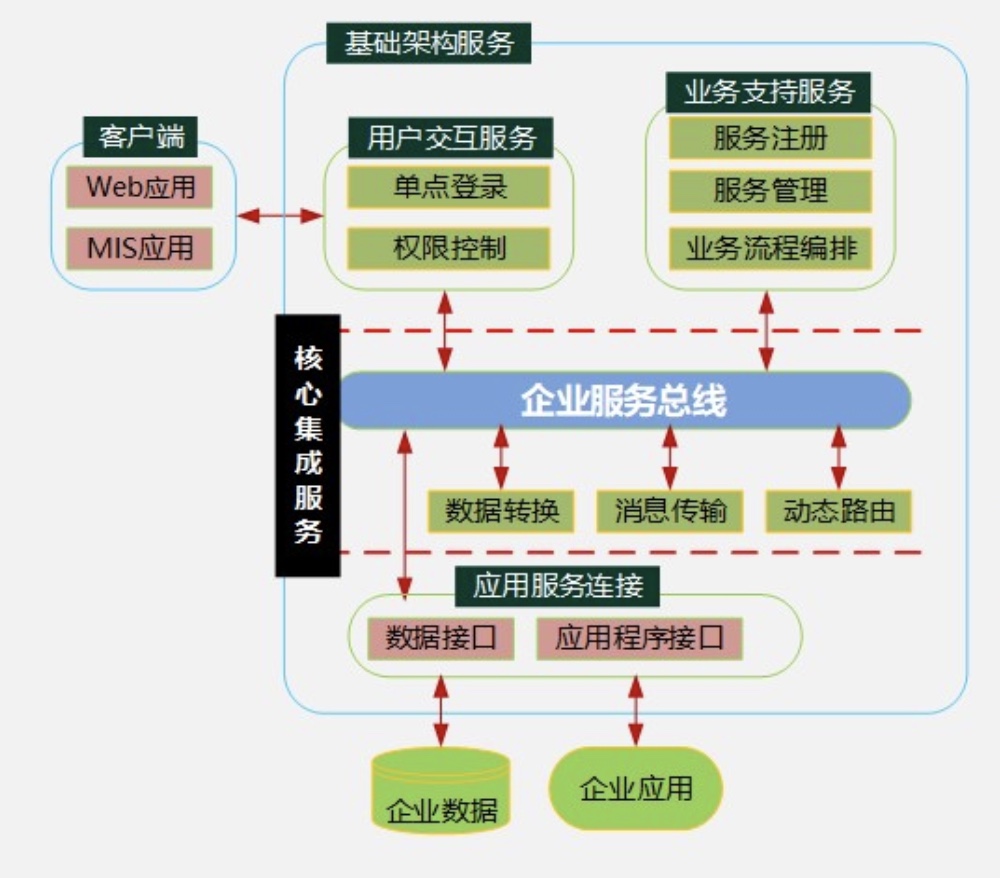 基础架构服务
客户端
Web应用
MIS应用
用户交互服务
单点登录
权限控制
业务支持服务
服务注册
服务管理
业务流程编排
核心集成服务
企业服务总线
数据转换
消息传输
动态路由
应用服务连接
数据接口
应用程序接口
企业数据
企业应用